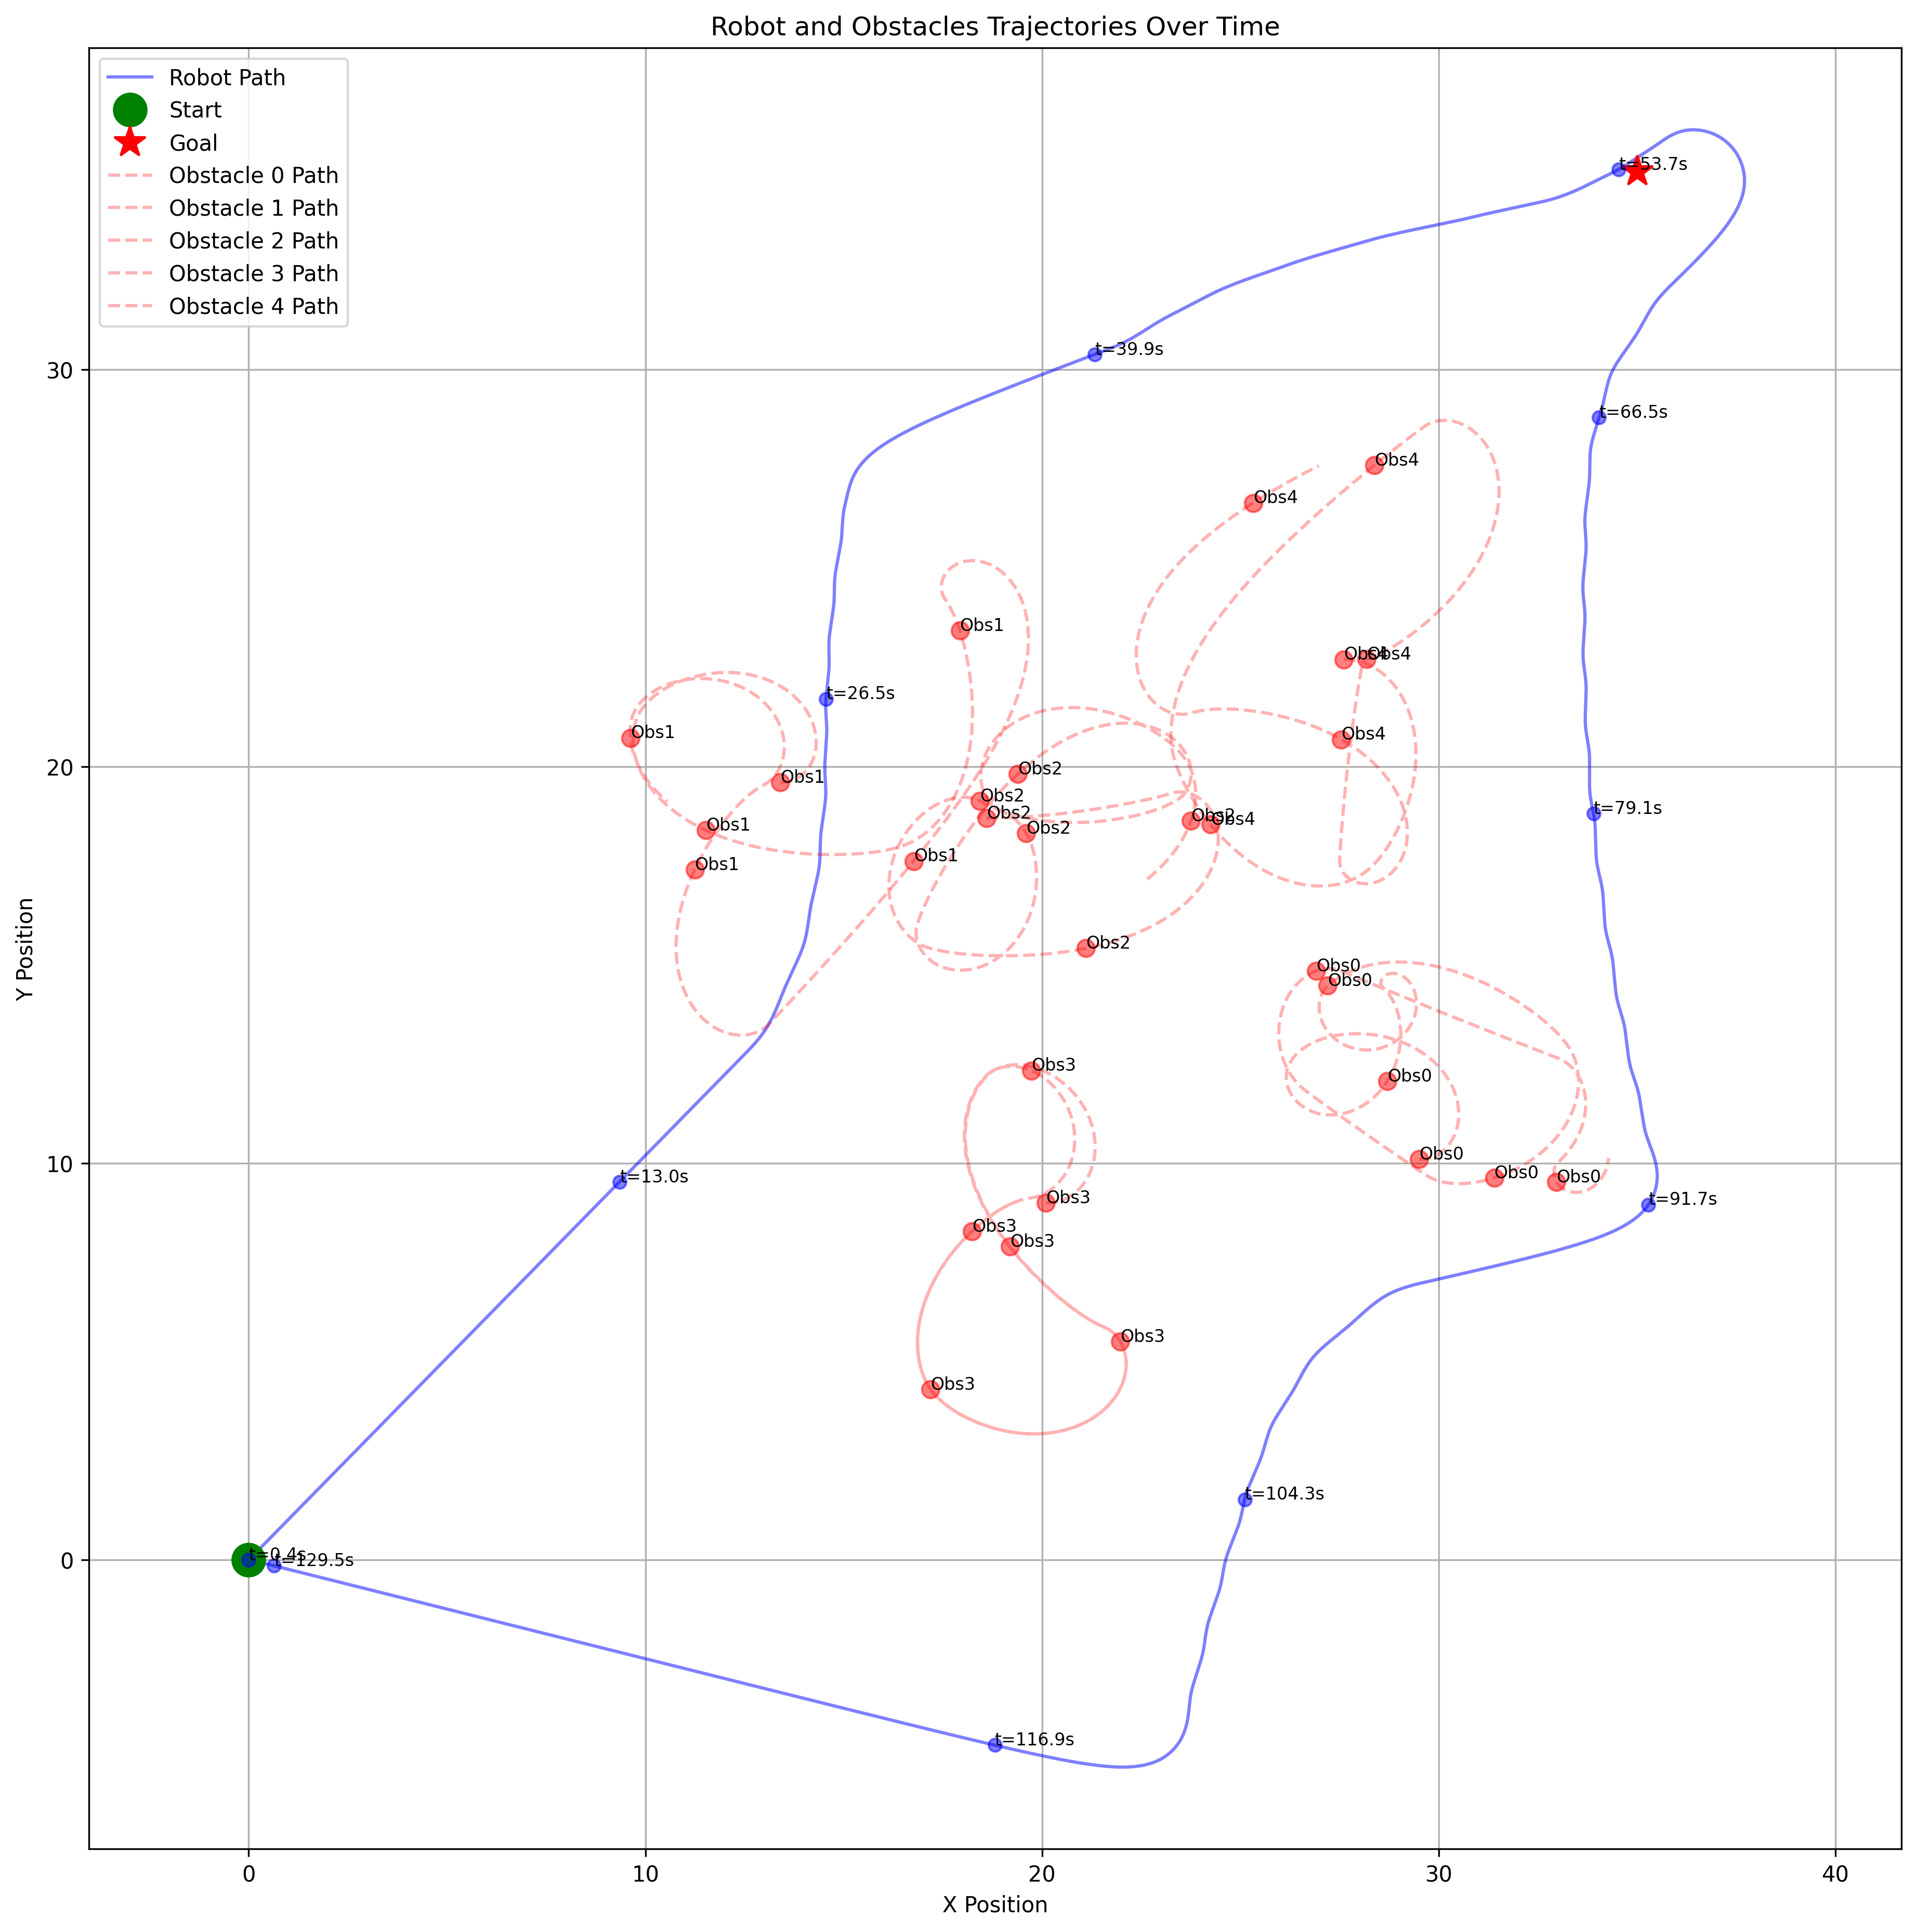 Robot and Obstacles Trajectories Over Time
Robot Path
Start
Goal
Obstacle 0 Path
Obstacle 1 Path
Obstacle 2 Path
Obstacle 3 Path
Obstacle 4 Path
t=53.7s
t=39.9s
t=66.5s
Obs4
Obs4
Obs1
Obs4
Obs4
t=26.5s
Obs1
Obs4
Obs2
Obs1
Obs2
t=79.1s
Obs2
Obs2
Obs4
Obs1
Obs2
Obs1
Obs1
Obs2
Obs0
Obs0
Obs3
Obs0
t=13.0s
Obs0
Obs0
Obs0
Obs3
t=91.7s
Obs3
Obs3
Obs3
Obs3
t=104.3s
t=0.4s
t=129.5s
t=116.9s
30
20
10
0
0
10
20
30
40
X Position
Y Position